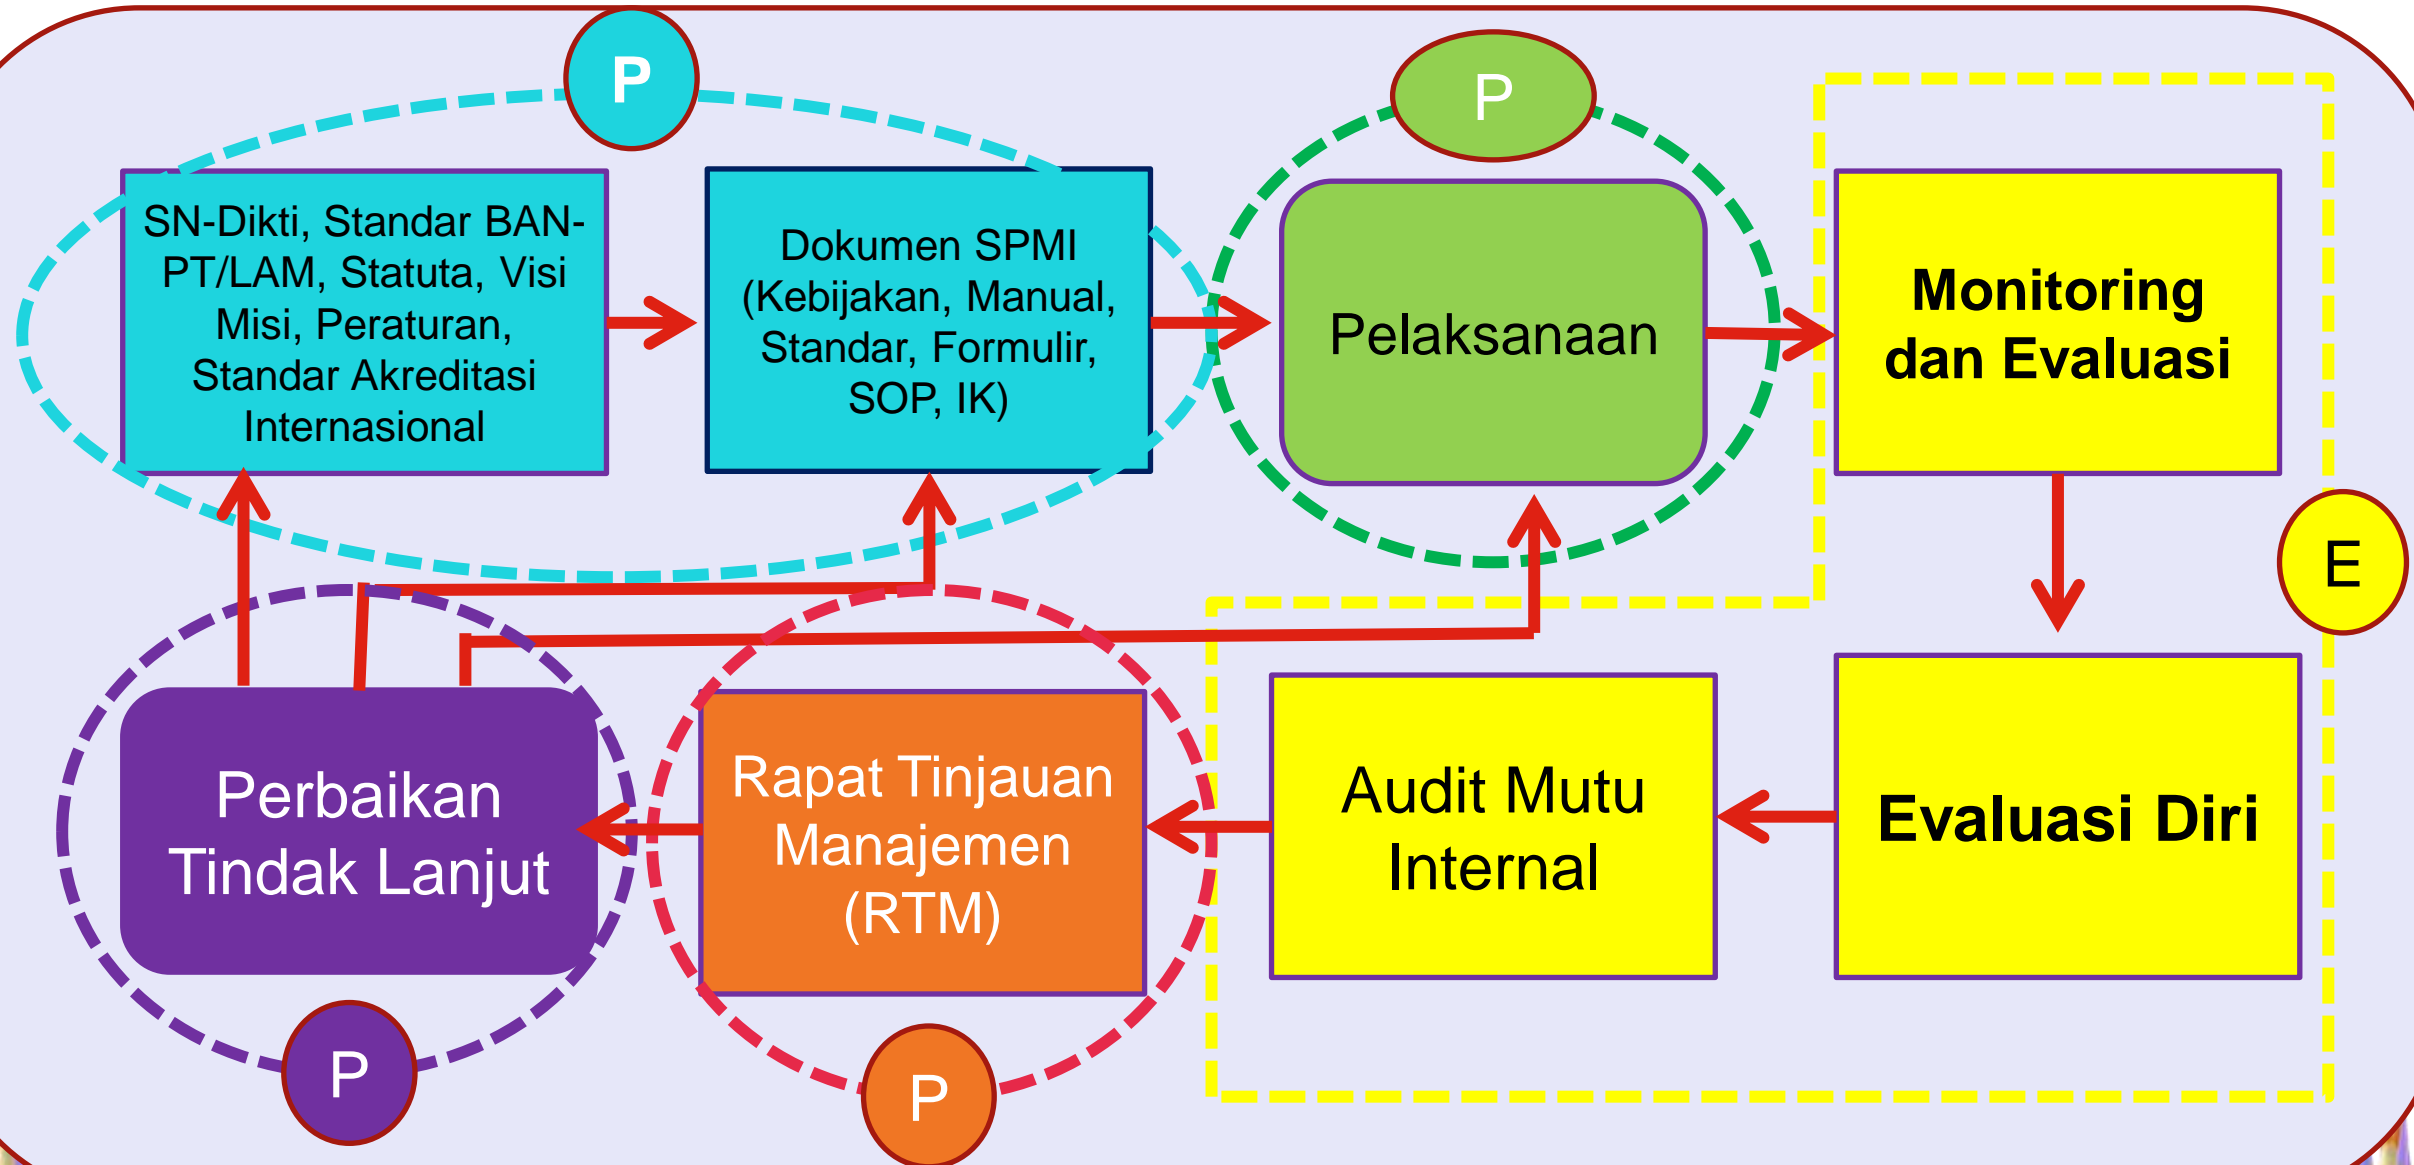 P
P
SN-Dikti, Standar BAN-
PT/LAM, Statuta, Visi
Misi, Peraturan,
Standar Akreditasi
Internasional
Dokumen SPMI
(Kebijakan, Manual,
Standar, Formulir,
SOP, IK)
Pelaksanaan
Monitoring
dan Evaluasi
E
Perbaikan
Tindak Lanjut
Rapat Tinjauan
Manajemen
(RTM)
Audit Mutu
Internal
Evaluasi Diri
P
P